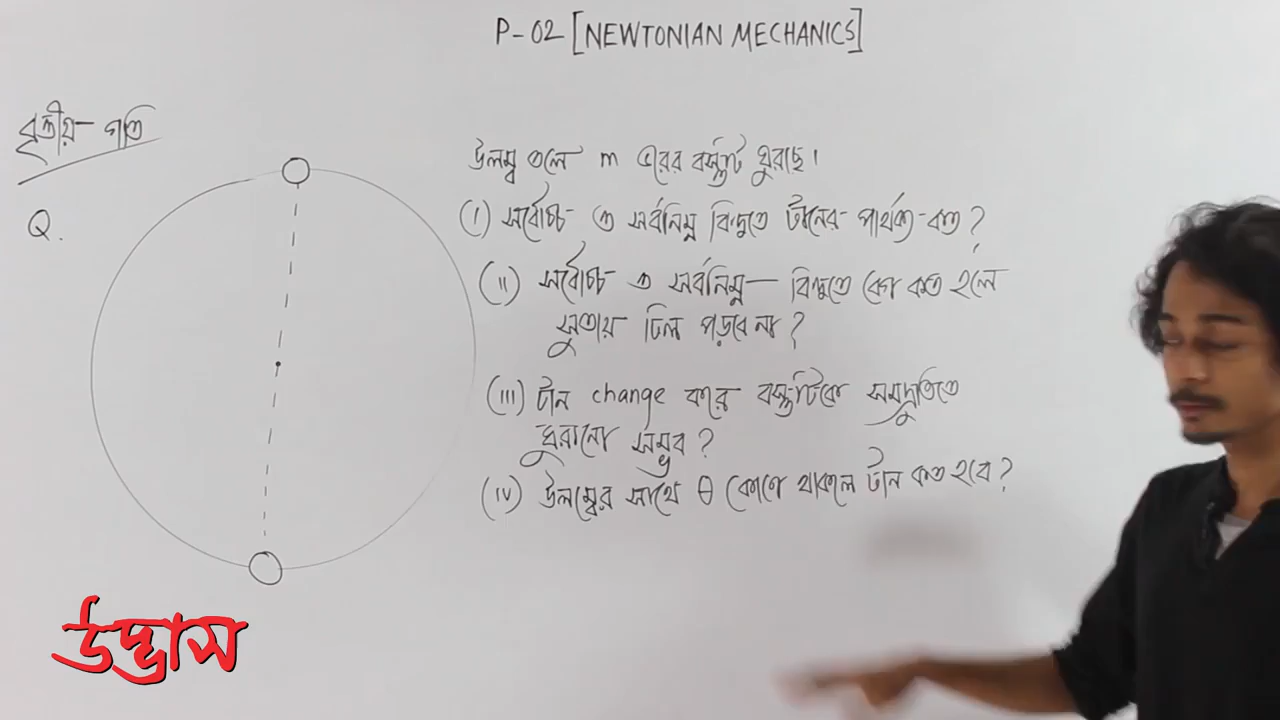 P-02 [NEWTONIAN MECHANICS]
বৃত্তীয় গতি
Q.
উলম্ব তলে m ভরের বস্তুটি ঘুরছে।
(i) সর্বোচ্চ ও সর্বনিম্ন বিন্দুতে টানের পার্থক্য কত?
(ii) সর্বোচ্চ ও সর্বনিম্ন বিন্দুতে বেগ কত হলে
সুতায় ঢিল পড়বে না?
(iii) টান change করে বস্তুটিকে সমদ্রুতিতে
ঘুরানো সম্ভব?
(iv) উলম্বের সাথে θ কোণে থাকলে টান কত হবে?
উদ্ভাস